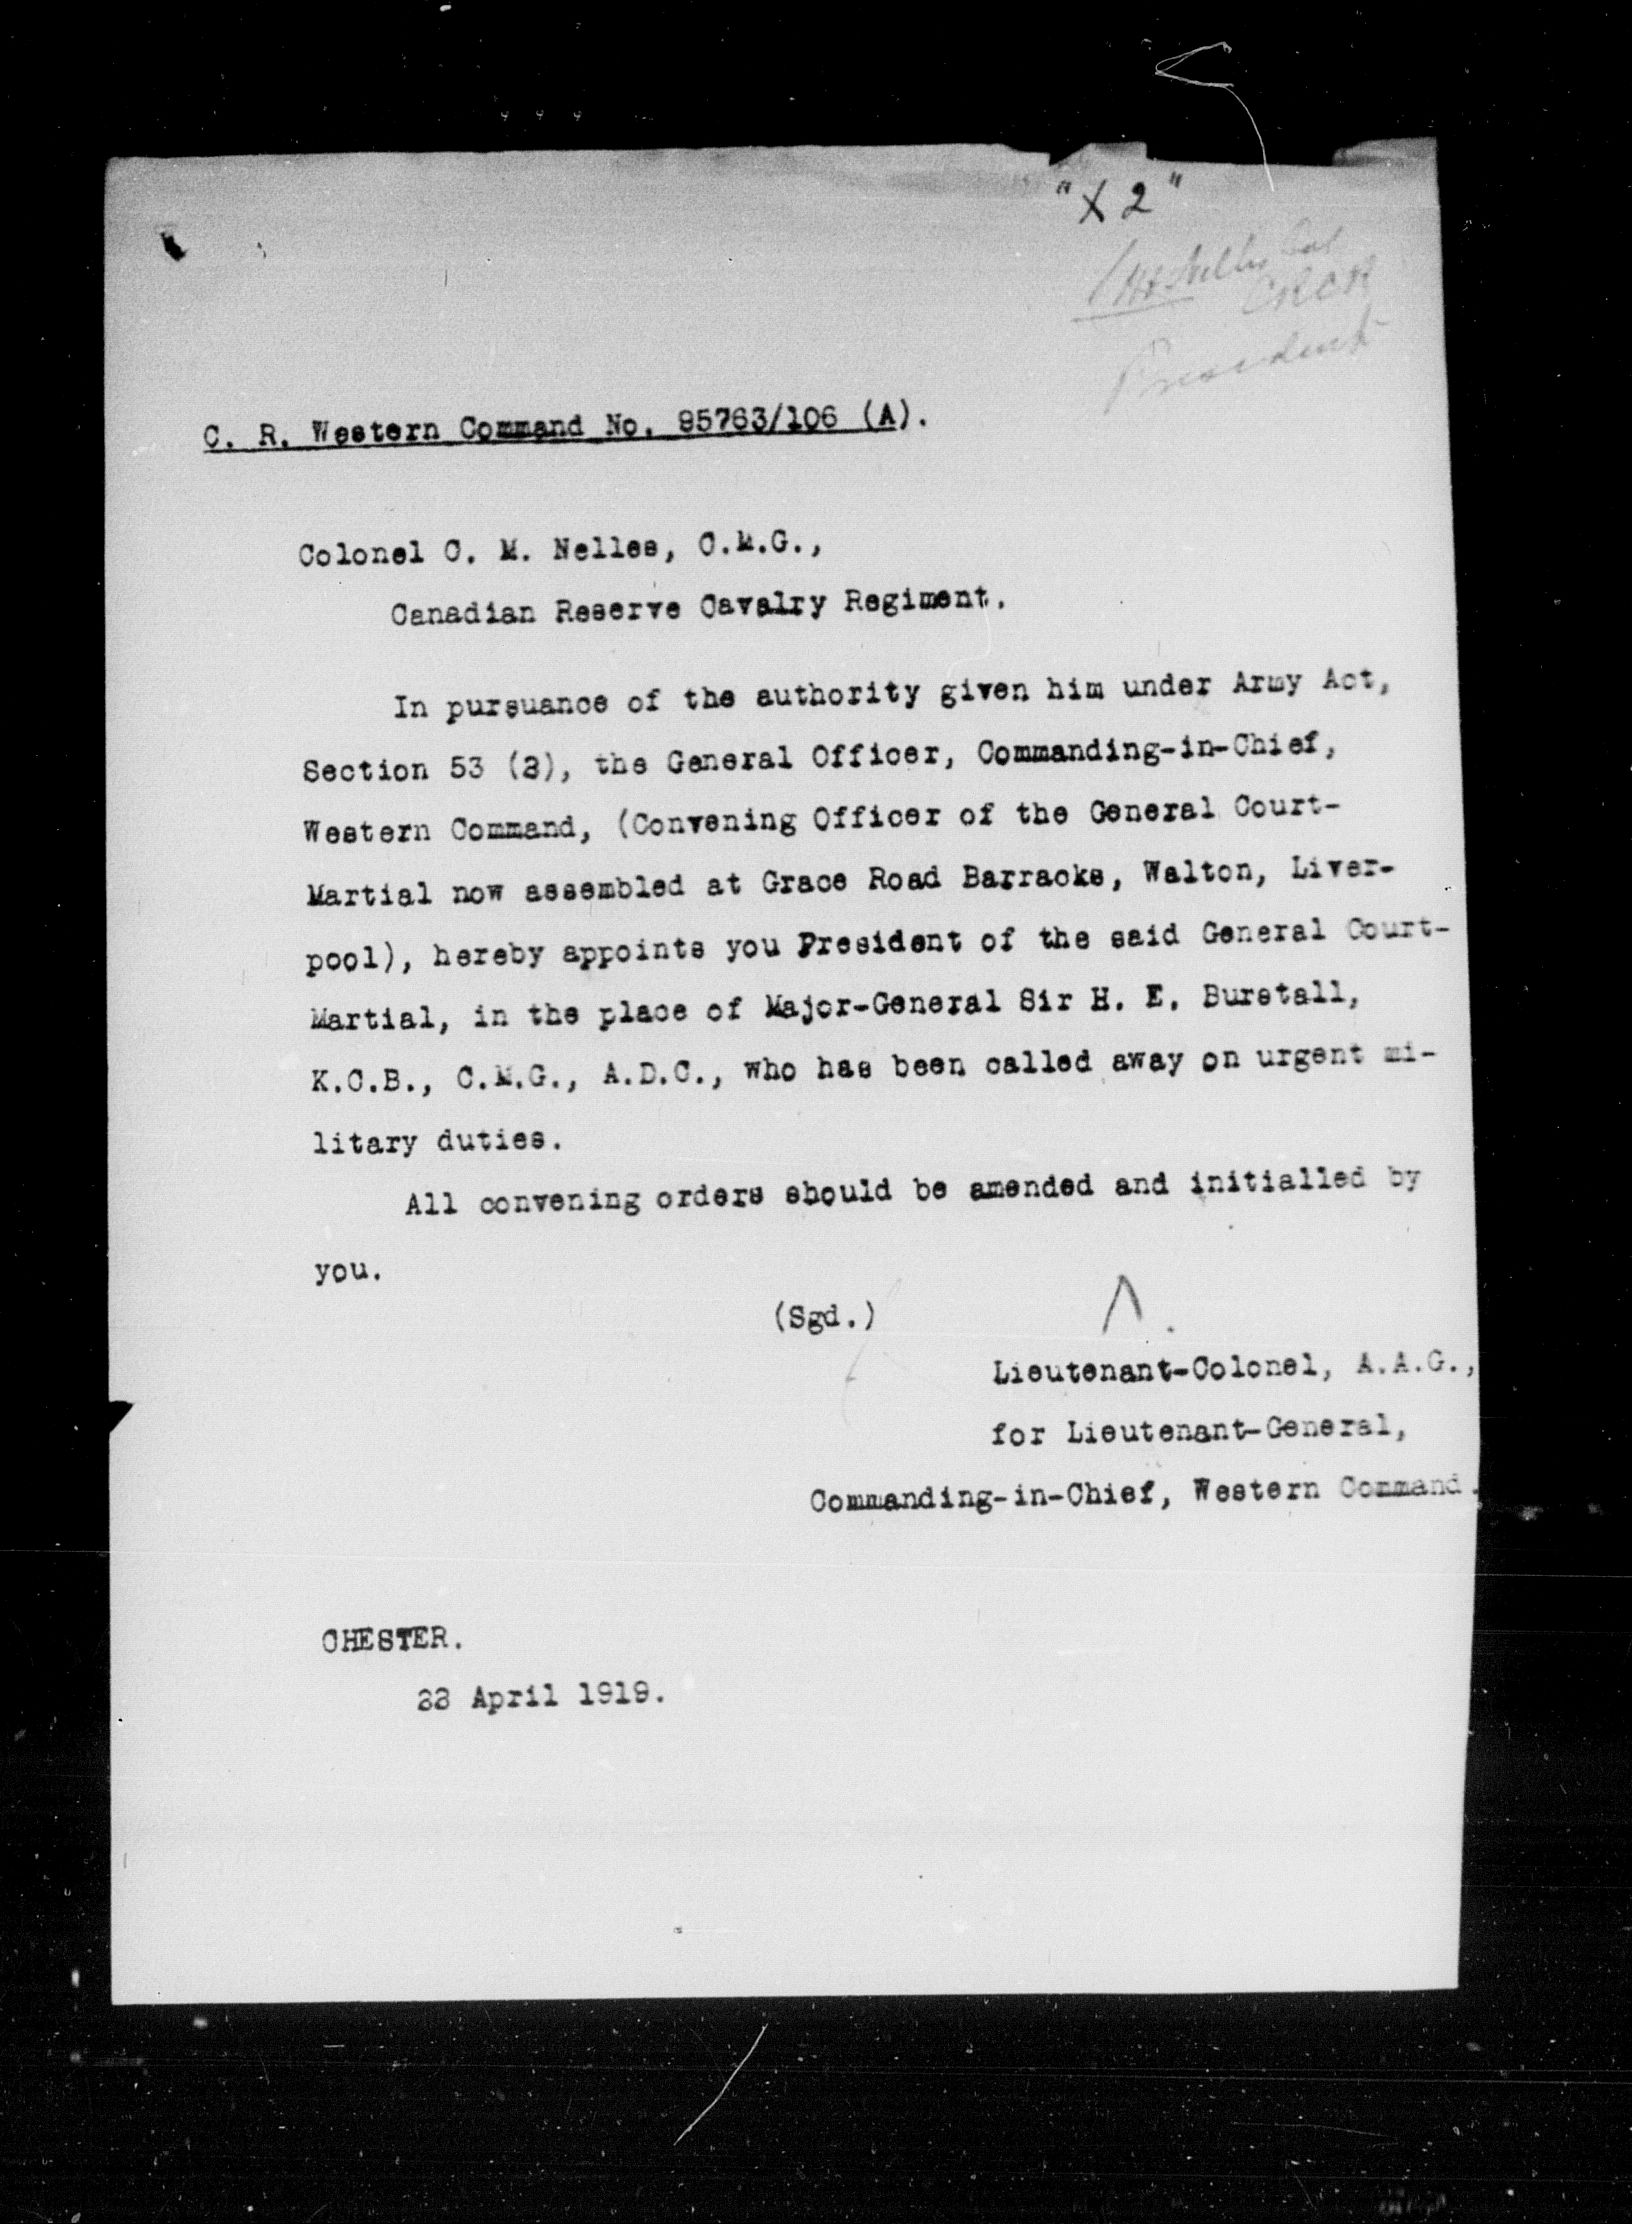 "X2"
Nelles Col
CRCR
President
C. R. Western Command No. 95763/106 (A).
Colonel C. M. Nelles, C.M.G.,
Canadian Reserve Cavalry Regiment.
In pursuance of the authority given him under Army Act,
Section 53 (2), the General Officer, Commanding-in-Chief,
Western Command, (Convening Officer of the General Court-
Martial now assembled at Grace Road Barracks, Walton, Liver-
pool), hereby appoints you President of the said General Court-
Martial, in the place of Major-General Sir H. E. Burstall,
K.C.B., C.M.G., A.D.C., who has been called away on urgent mi-
litary duties.
All convening orders should be amended and initialled by
you.
(Sgd.)
Lieutenant-Colonel, A.A.G.,
for Lieutenant-General,
Commanding-in-Chief, Western Command.
CHESTER.
April 1919.